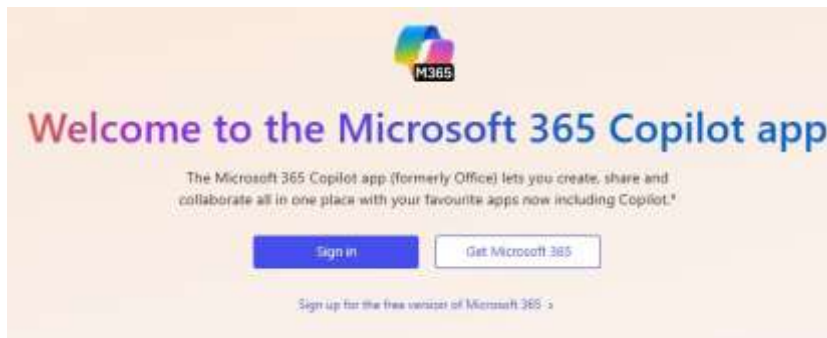 M365
Welcome to the Microsoft 365 Copilot app
The Microsoft 365 Copilot app (formerly Office) lets you create, share and
collaborate all in one place with your favourite apps now including Copilot.*
Sign in
Get Microsoft 365
Sign up for the free version of Microsoft 365 >